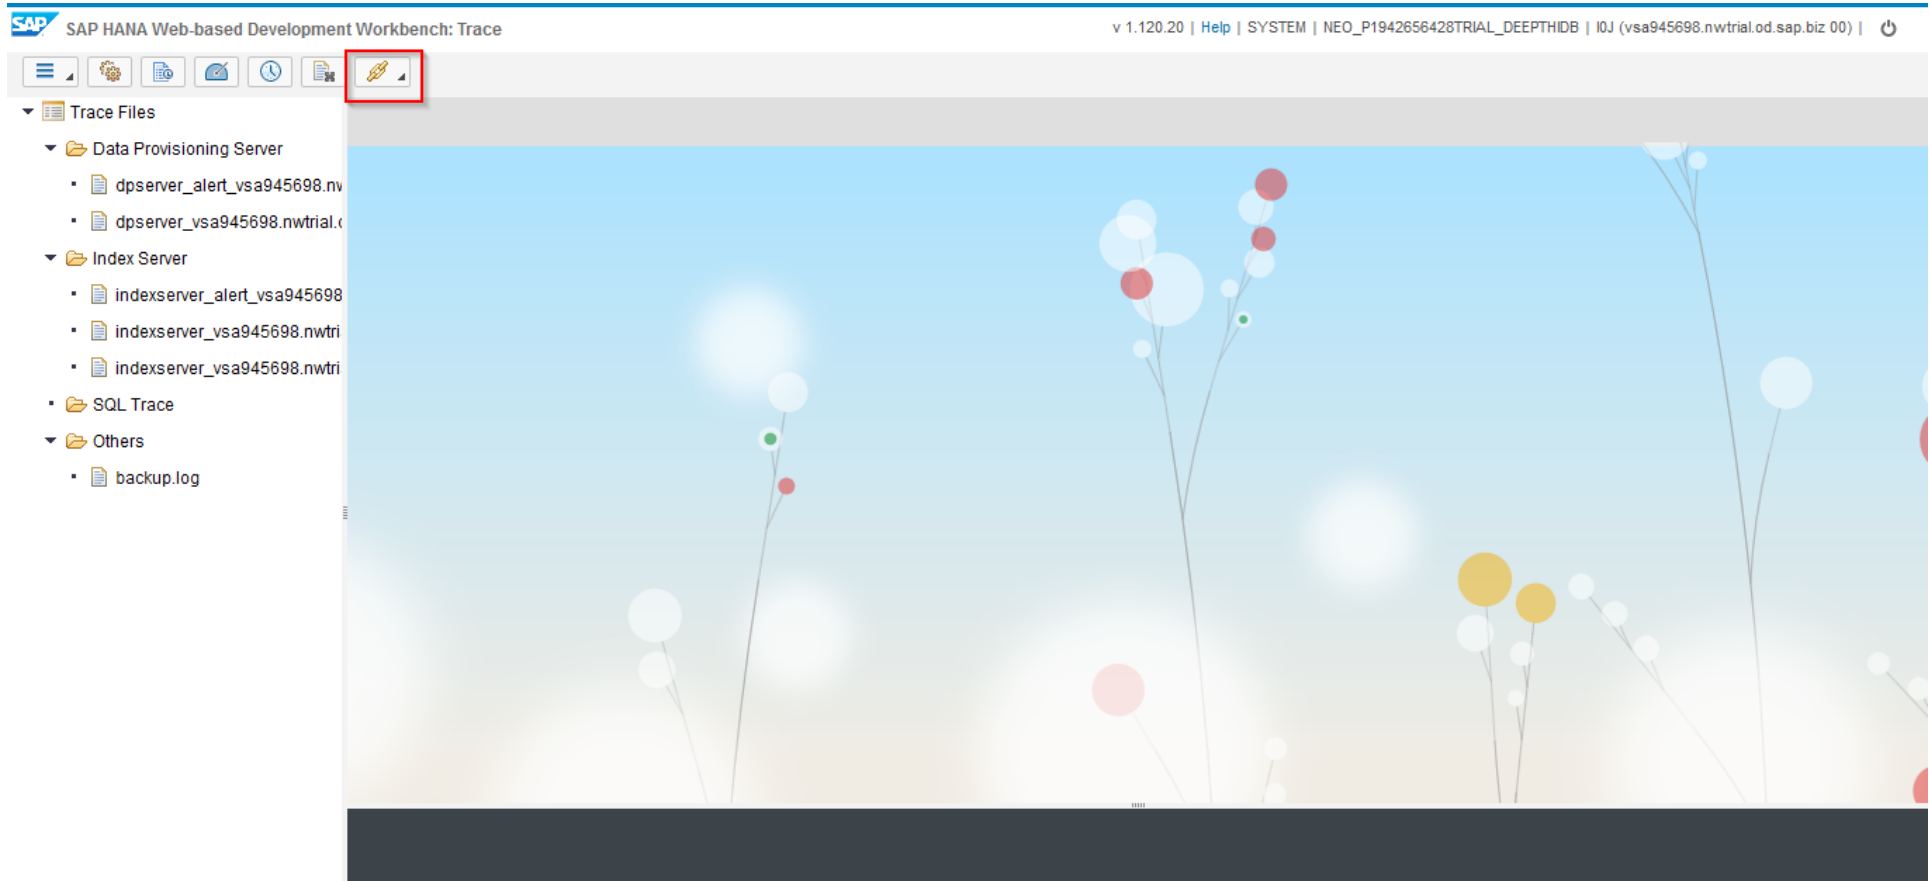 SAP SAP HANA Web-based Development Workbench: Trace
v 1.120.20 | Help | SYSTEM | NEO_P1942656428TRIAL_DEEPTHIDB | I0J (vsa945698.nwtrial.od.sap.biz 00) |
Trace Files
Data Provisioning Server
dpserver_alert_vsa945698.nw
dpserver_vsa945698.nwtrial.o
Index Server
indexserver_alert_vsa945698
indexserver_vsa945698.nwtri
indexserver_vsa945698.nwtri
SQL Trace
Others
backup.log